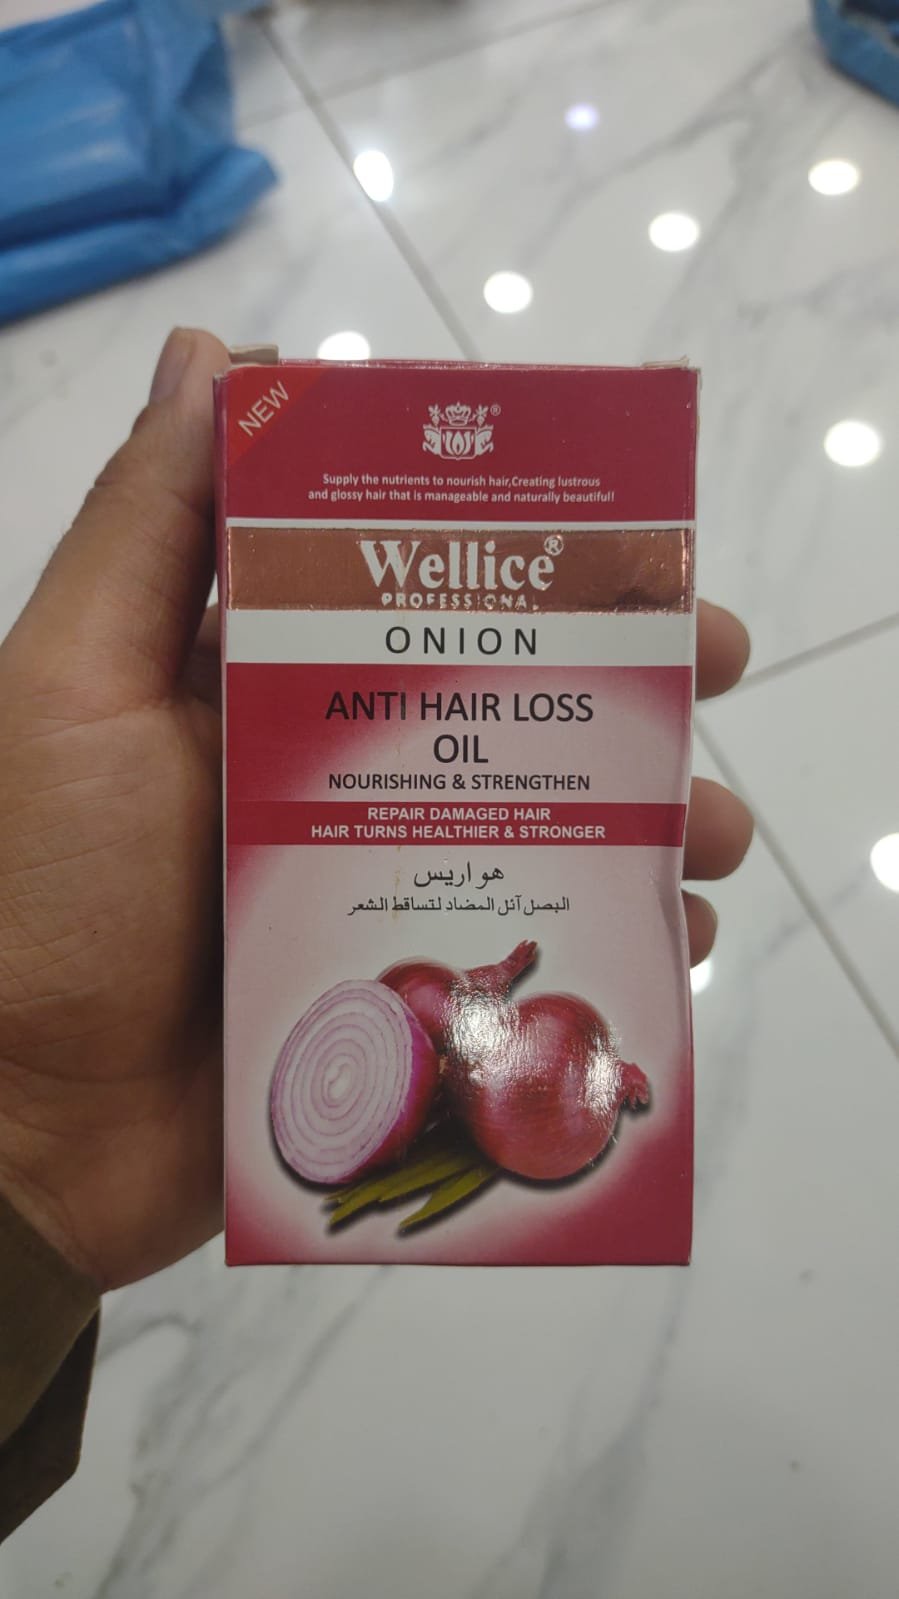 NEW
®
Supply the nutrients to nourish hair,Creating lustrous
and glossy hair that is manageable and naturally beautiful!
Wellice®
PROFESSIONAL
ONION
ANTI HAIR LOSS
OIL
NOURISHING & STRENGTHEN
REPAIR DAMAGED HAIR
HAIR TURNS HEALTHIER & STRONGER
هواريس
البصل آئل المضاد لتساقط الشعر